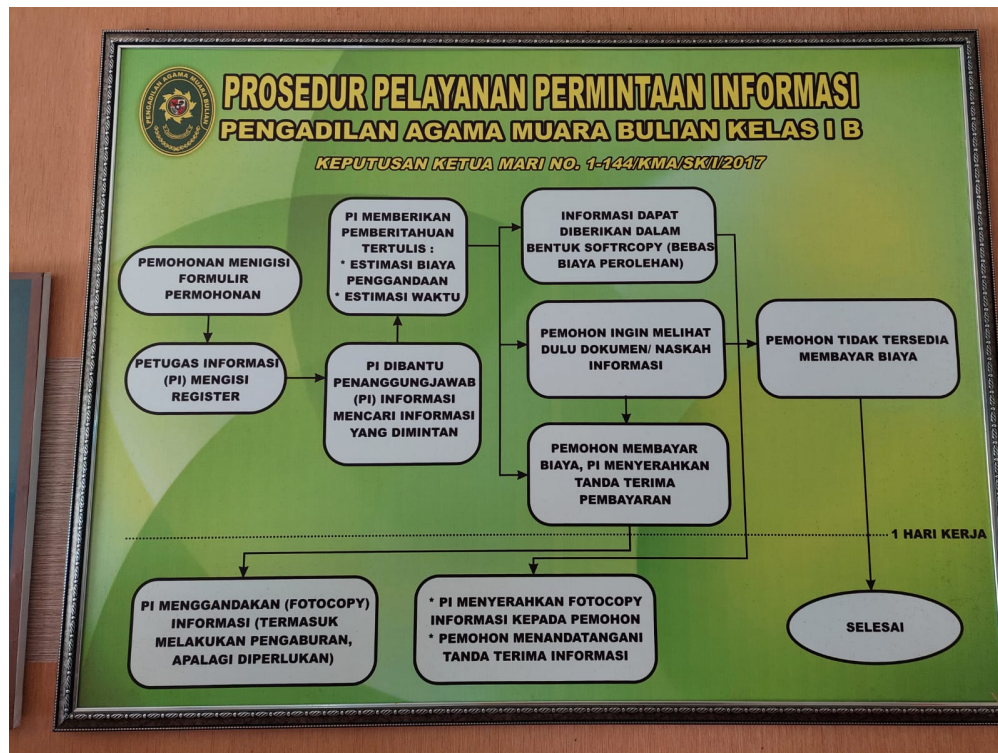 PENGADILAN AGAMA MUARA BULIAN
PROSEDUR PELAYANAN PERMINTAAN INFORMASI
PENGADILAN AGAMA MUARA BULIAN KELAS I B
KEPUTUSAN KETUA MARI NO. 1-144/KMA/SK/I/2017
PEMOHONAN MENIGISI
FORMULIR
PERMOHONAN
PETUGAS INFORMASI
(PI) MENGISI
REGISTER
PI MEMBERIKAN
PEMBERITAHUAN
TERTULIS :
* ESTIMASI BIAYA
PENGGANDAAN
* ESTIMASI WAKTU
PI DIBANTU
PENANGGUNGJAWAB
(PI) INFORMASI
MENCARI INFORMASI
YANG DIMINTAN
INFORMASI DAPAT
DIBERIKAN DALAM
BENTUK SOFTRCOPY (BEBAS
BIAYA PEROLEHAN)
PEMOHON INGIN MELIHAT
DULU DOKUMEN/ NASKAH
INFORMASI
PEMOHON MEMBAYAR
BIAYA, PI MENYERAHKAN
TANDA TERIMA
PEMBAYARAN
PEMOHON TIDAK TERSEDIA
MEMBAYAR BIAYA
1 HARI KERJA
PI MENGGANDAKAN (FOTOCOPY)
INFORMASI (TERMASUK
MELAKUKAN PENGABURAN,
APALAGI DIPERLUKAN)
* PI MENYERAHKAN FOTOCOPY
INFORMASI KEPADA PEMOHON
* PEMOHON MENANDATANGANI
TANDA TERIMA INFORMASI
SELESAI